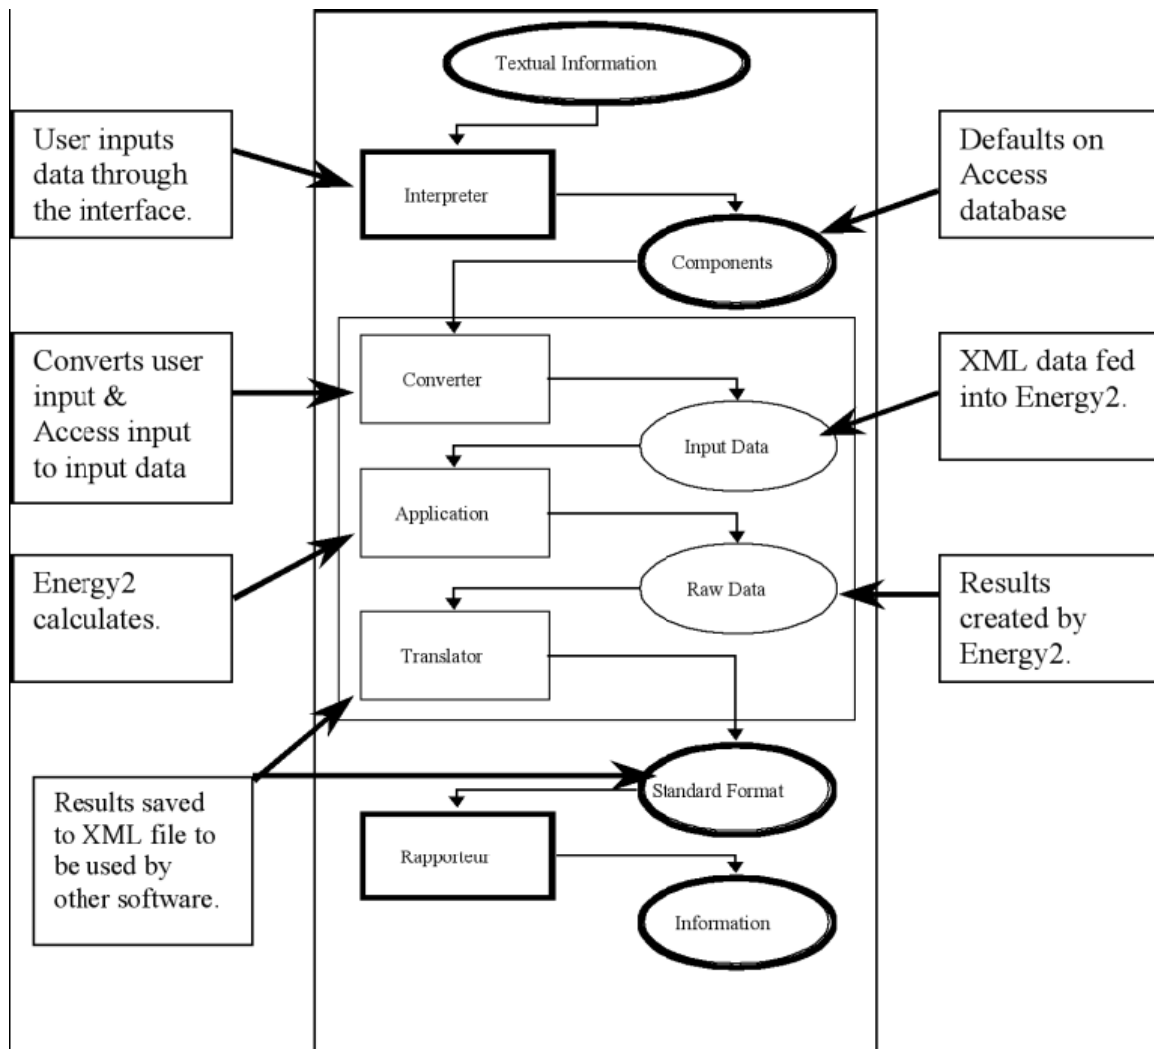 Textual Information
User inputs
data through
the interface.
Interpreter
Defaults on
Access
database
Components
Converts user
input &
Access input
to input data
Converter
XML data fed
into Energy2.
Input Data
Application
Energy2
calculates.
Raw Data
Results
created by
Energy2.
Translator
Results saved
to XML file to
be used by
other software.
Standard Format
Rapporteur
Information